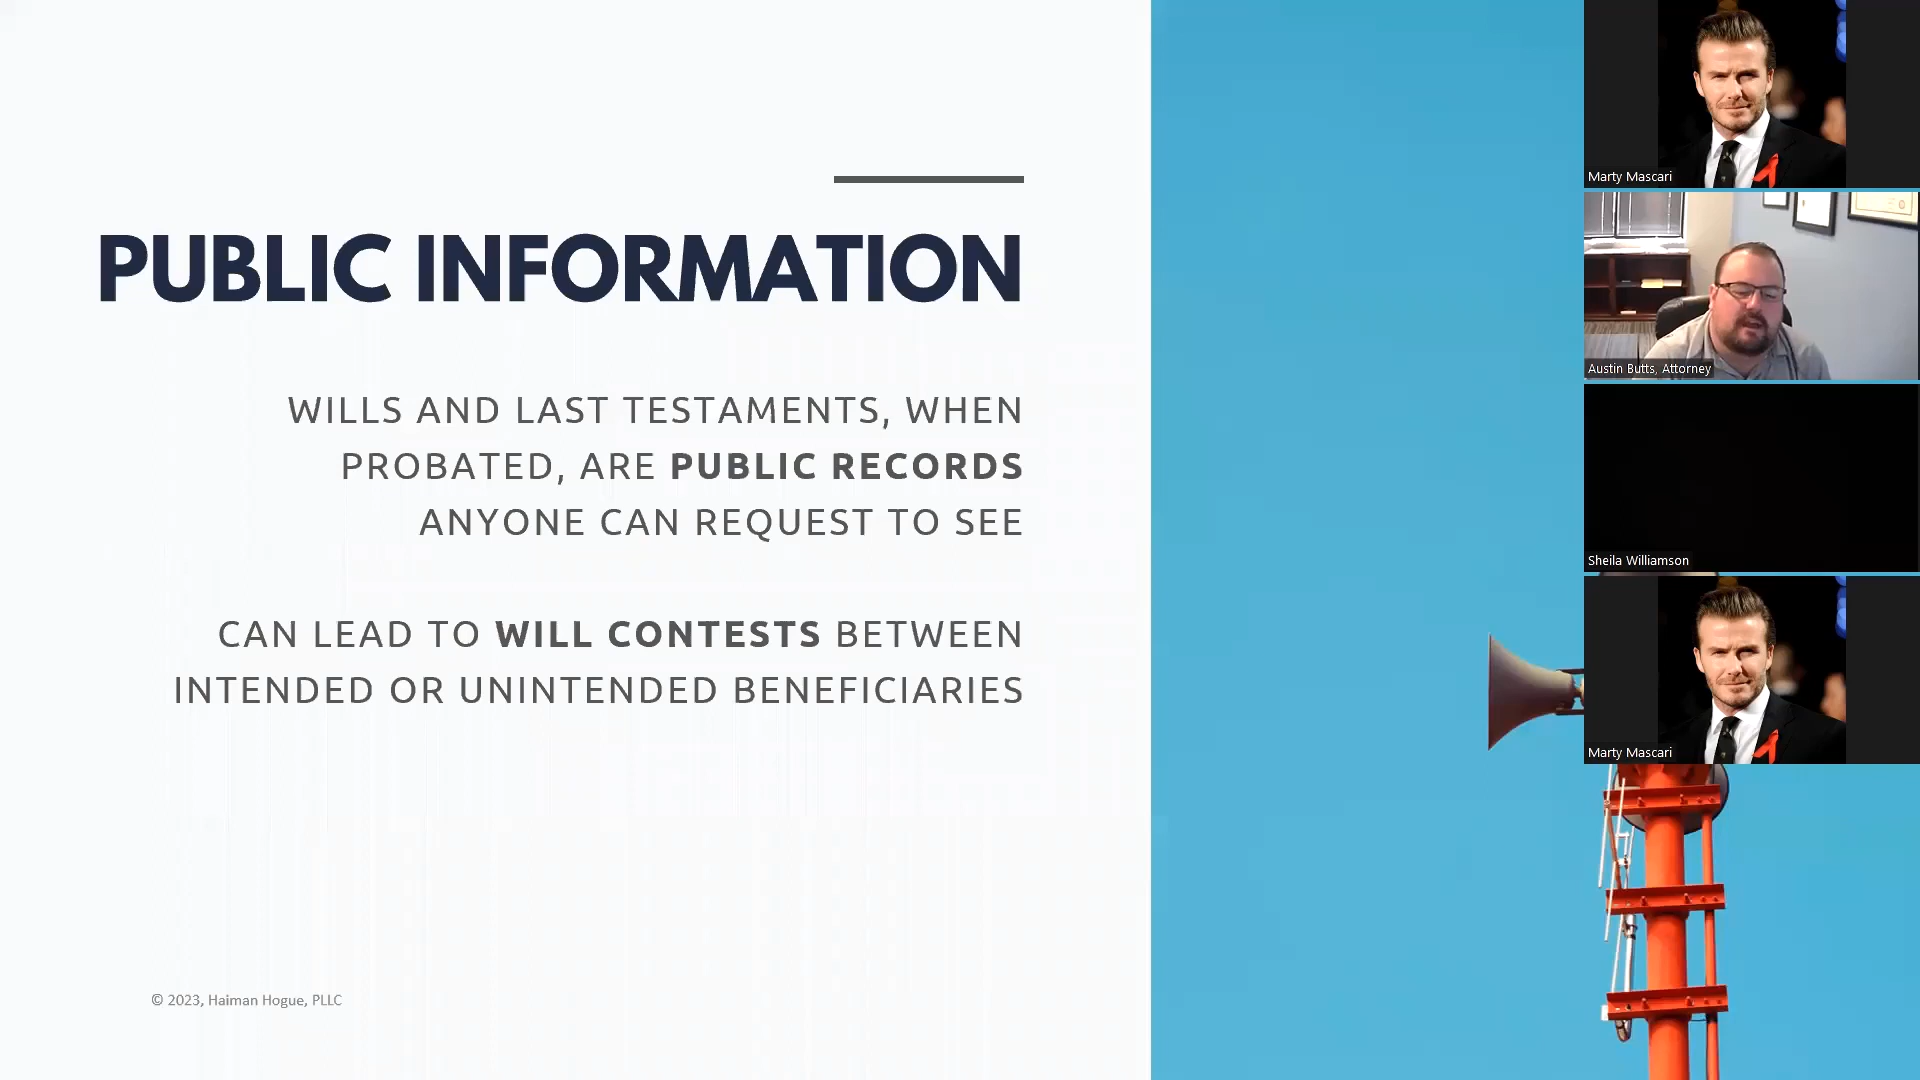 PUBLIC INFORMATION
WILLS AND LAST TESTAMENTS, WHEN
PROBATED, ARE PUBLIC RECORDS
ANYONE CAN REQUEST TO SEE
CAN LEAD TO WILL CONTESTS BETWEEN
INTENDED OR UNINTENDED BENEFICIARIES
© 2023, Haiman Hogue, PLLC
Marty Mascari
Austin Butts, Attorney
Sheila Williamson
Marty Mascari